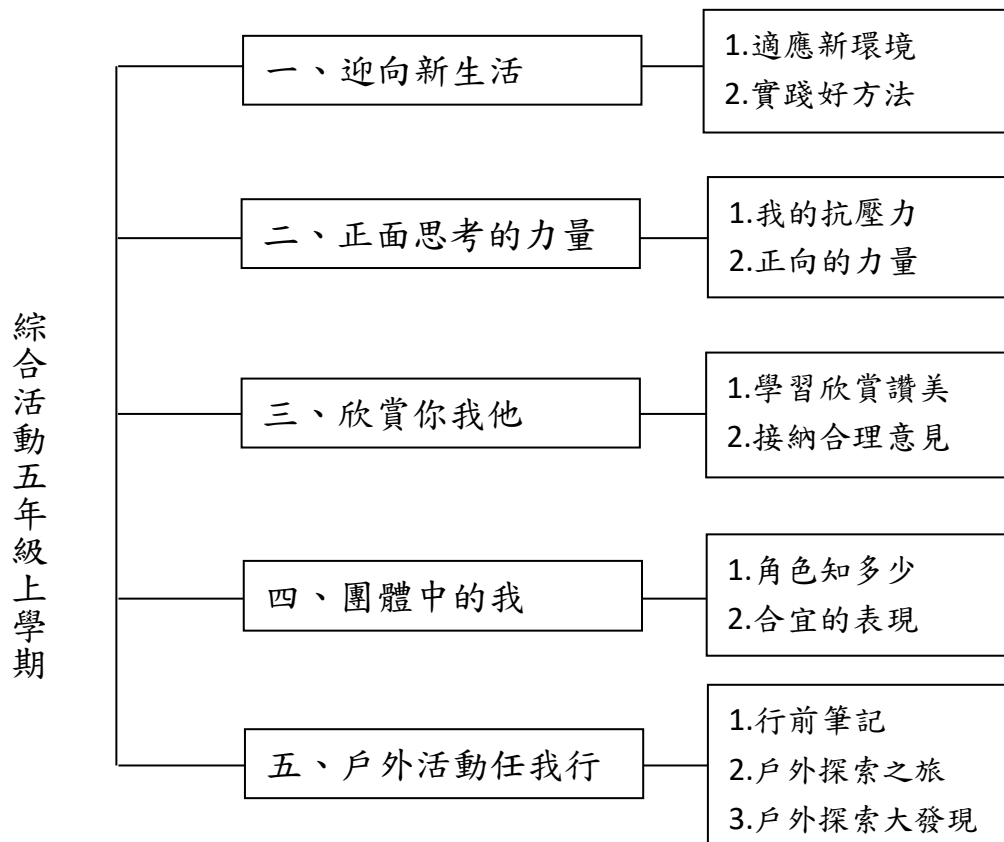 綜合活動五年級上學期
一、迎向新生活
1.適應新環境
2.實踐好方法
二、正面思考的力量
1.我的抗壓力
2.正向的力量
三、欣賞你我他
1.學習欣賞讚美
2.接納合理意見
四、團體中的我
1.角色知多少
2.合宜的表現
五、戶外活動任我行
1.行前筆記
2.戶外探索之旅
3.戶外探索大發現